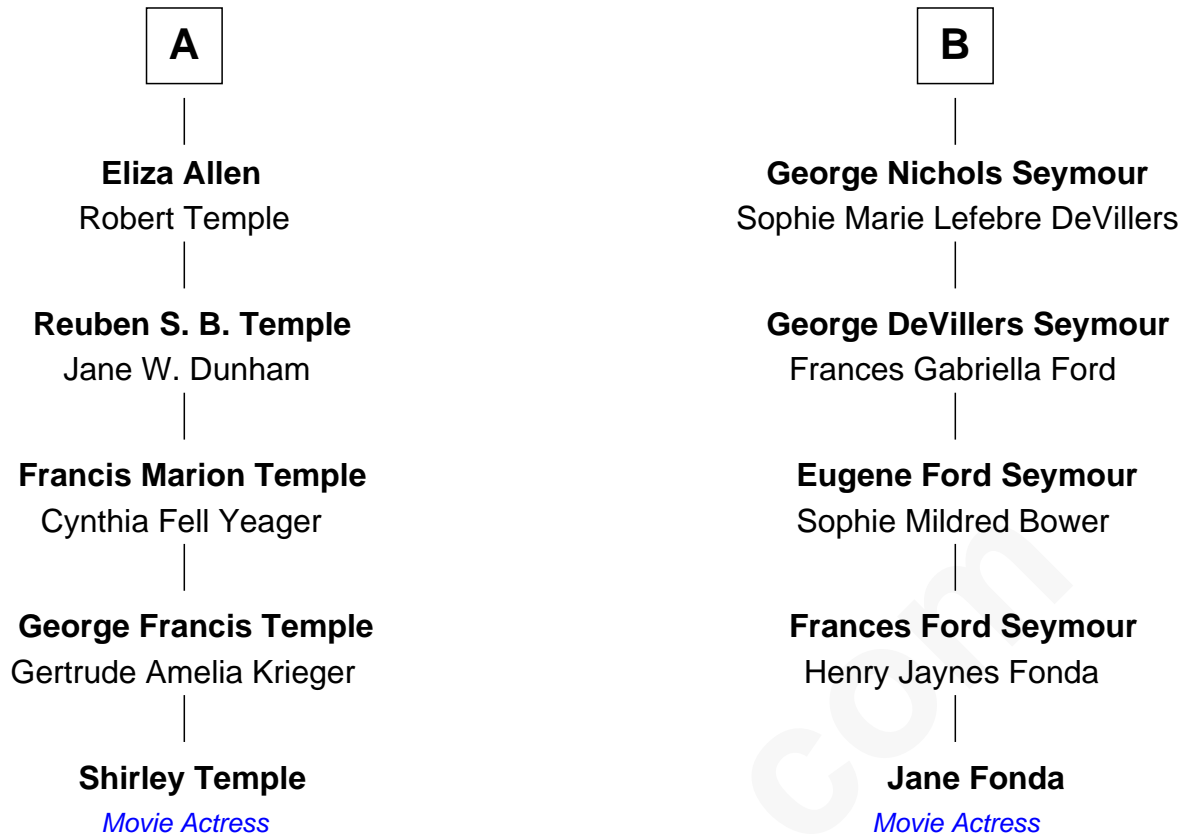 A
Eliza Allen
Robert Temple
Reuben S. B. Temple
Jane W. Dunham
Francis Marion Temple
Cynthia Fell Yeager
George Francis Temple
Gertrude Amelia Krieger
Shirley Temple
Movie Actress
B
George Nichols Seymour
Sophie Marie Lefebre DeVillers
George DeVillers Seymour
Frances Gabriella Ford
Eugene Ford Seymour
Sophie Mildred Bower
Frances Ford Seymour
Henry Jaynes Fonda
Jane Fonda
Movie Actress
com